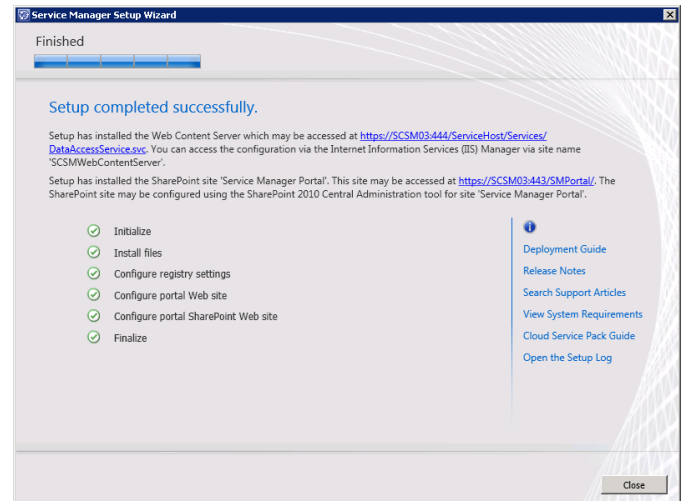 Service Manager Setup Wizard
Finished
Setup completed successfully.
Setup has installed the Web Content Server which may be accessed at https://SCSM03:444/ServiceHost/Services/
DataAccessService.svc. You can access the configuration via the Internet Information Services (IIS) Manager via site name
'SCSMWebContentServer'.
Setup has installed the SharePoint site 'Service Manager Portal'. This site may be accessed at https://SCSM03:443/SMPortal/. The
SharePoint site may be configured using the SharePoint 2010 Central Administration tool for site 'Service Manager Portal'.
Initialize
Install files
Configure registry settings
Configure portal Web site
Configure portal SharePoint Web site
Finalize
Deployment Guide
Release Notes
Search Support Articles
View System Requirements
Cloud Service Pack Guide
Open the Setup Log
Close